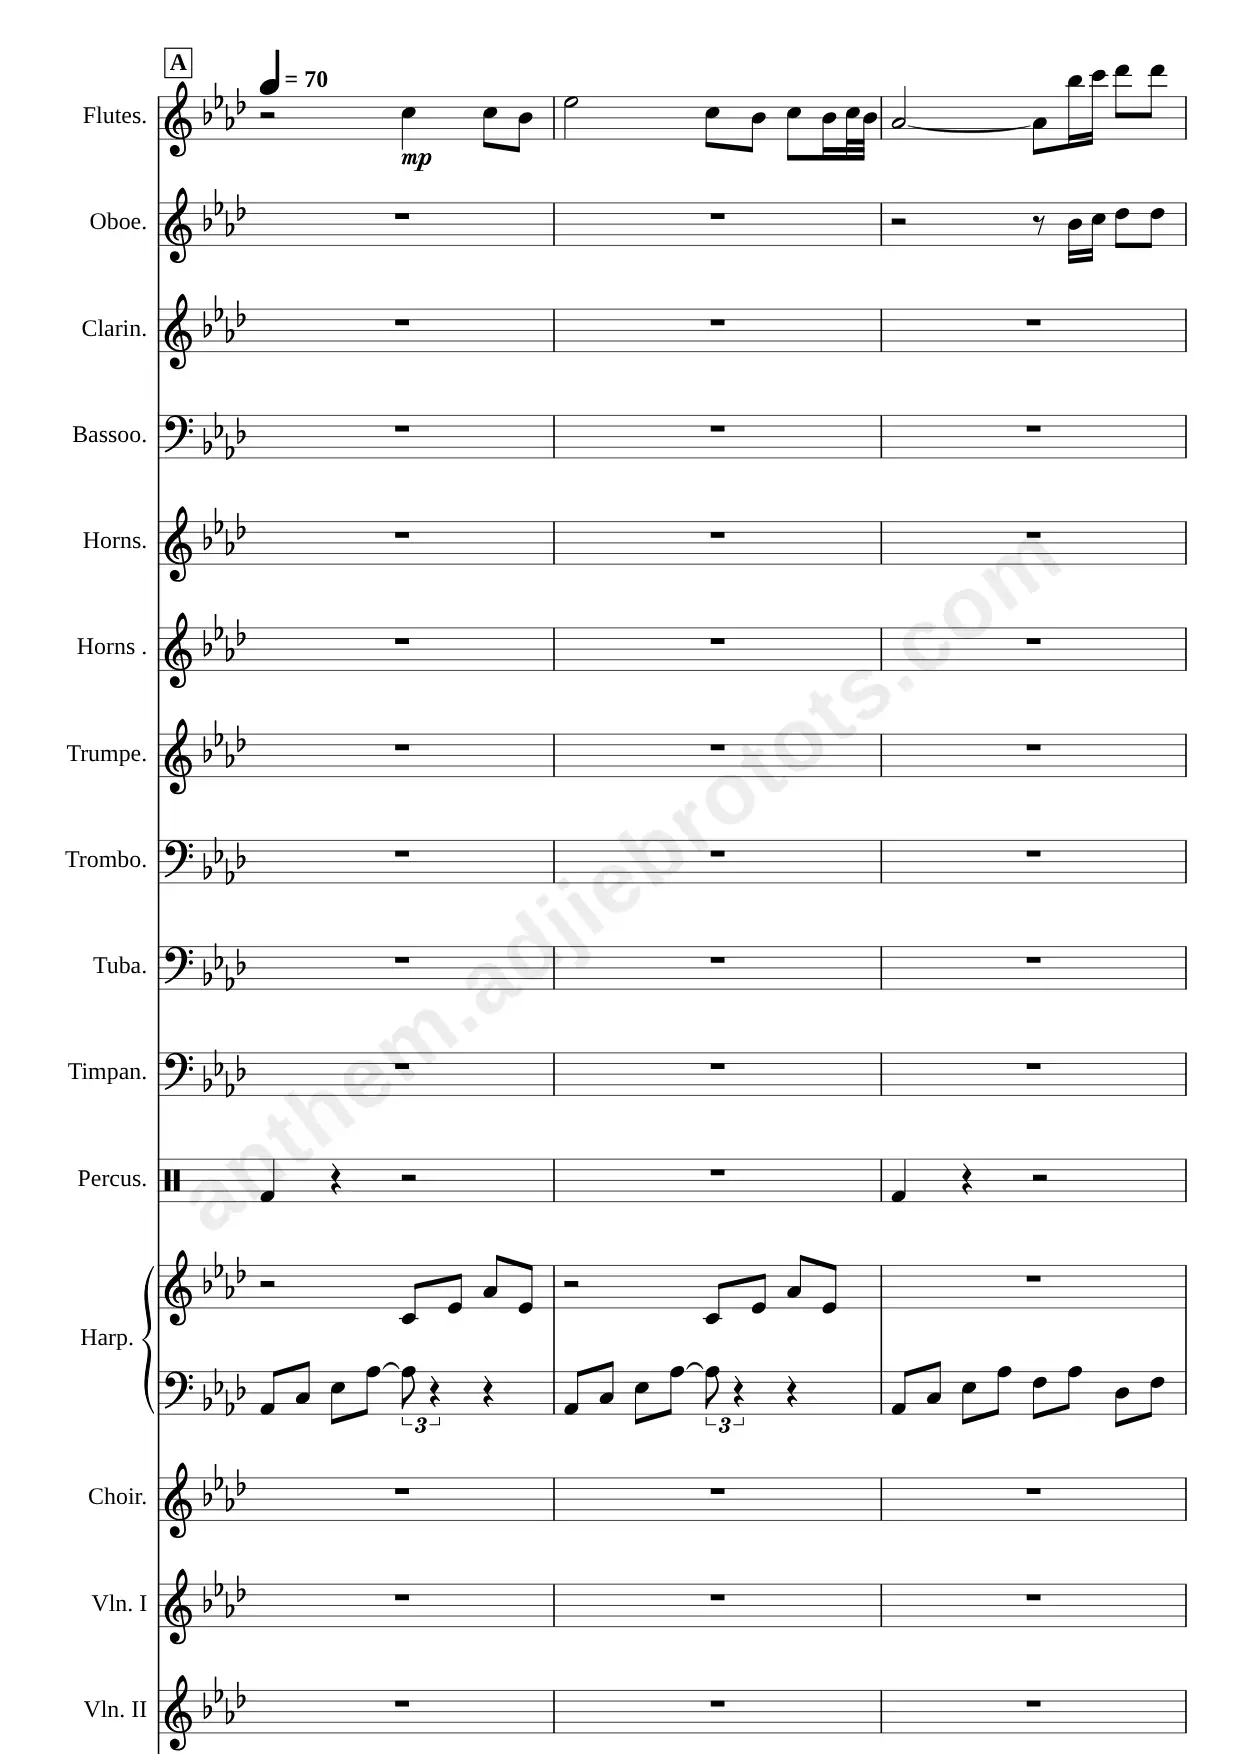 A
= 70
Flutes.
mp
Oboe.
Clarin.
Bassoo.
Horns.
Horns .
Trumpe.
Trombo.
Tuba.
Timpan.
Percus.
Harp.
3
3
Choir.
Vln. I
Vln. II
anthem.adjiebrotots.com